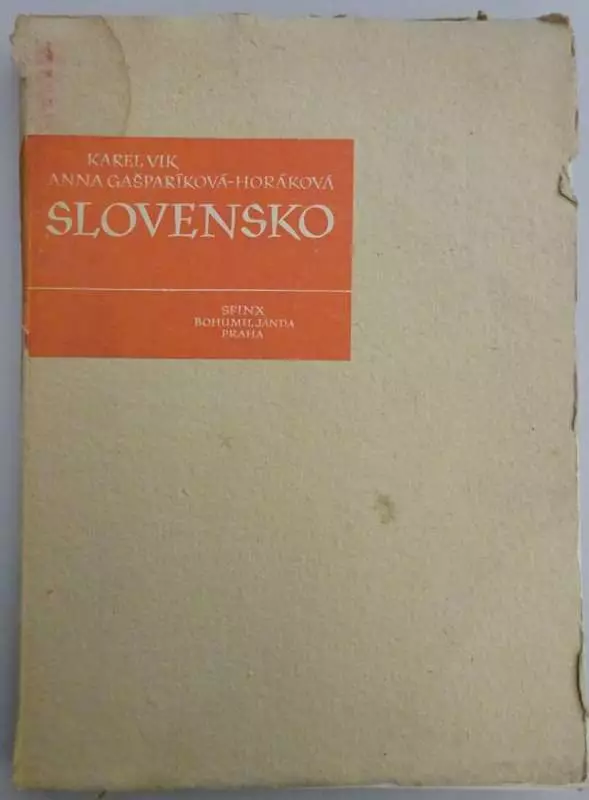 KAREL VIK
ANNA GAŠPARÍKOVÁ-HORÁKOVÁ
SLOVENSKO
SFINX
BOHUMIL JANDA
PRAHA